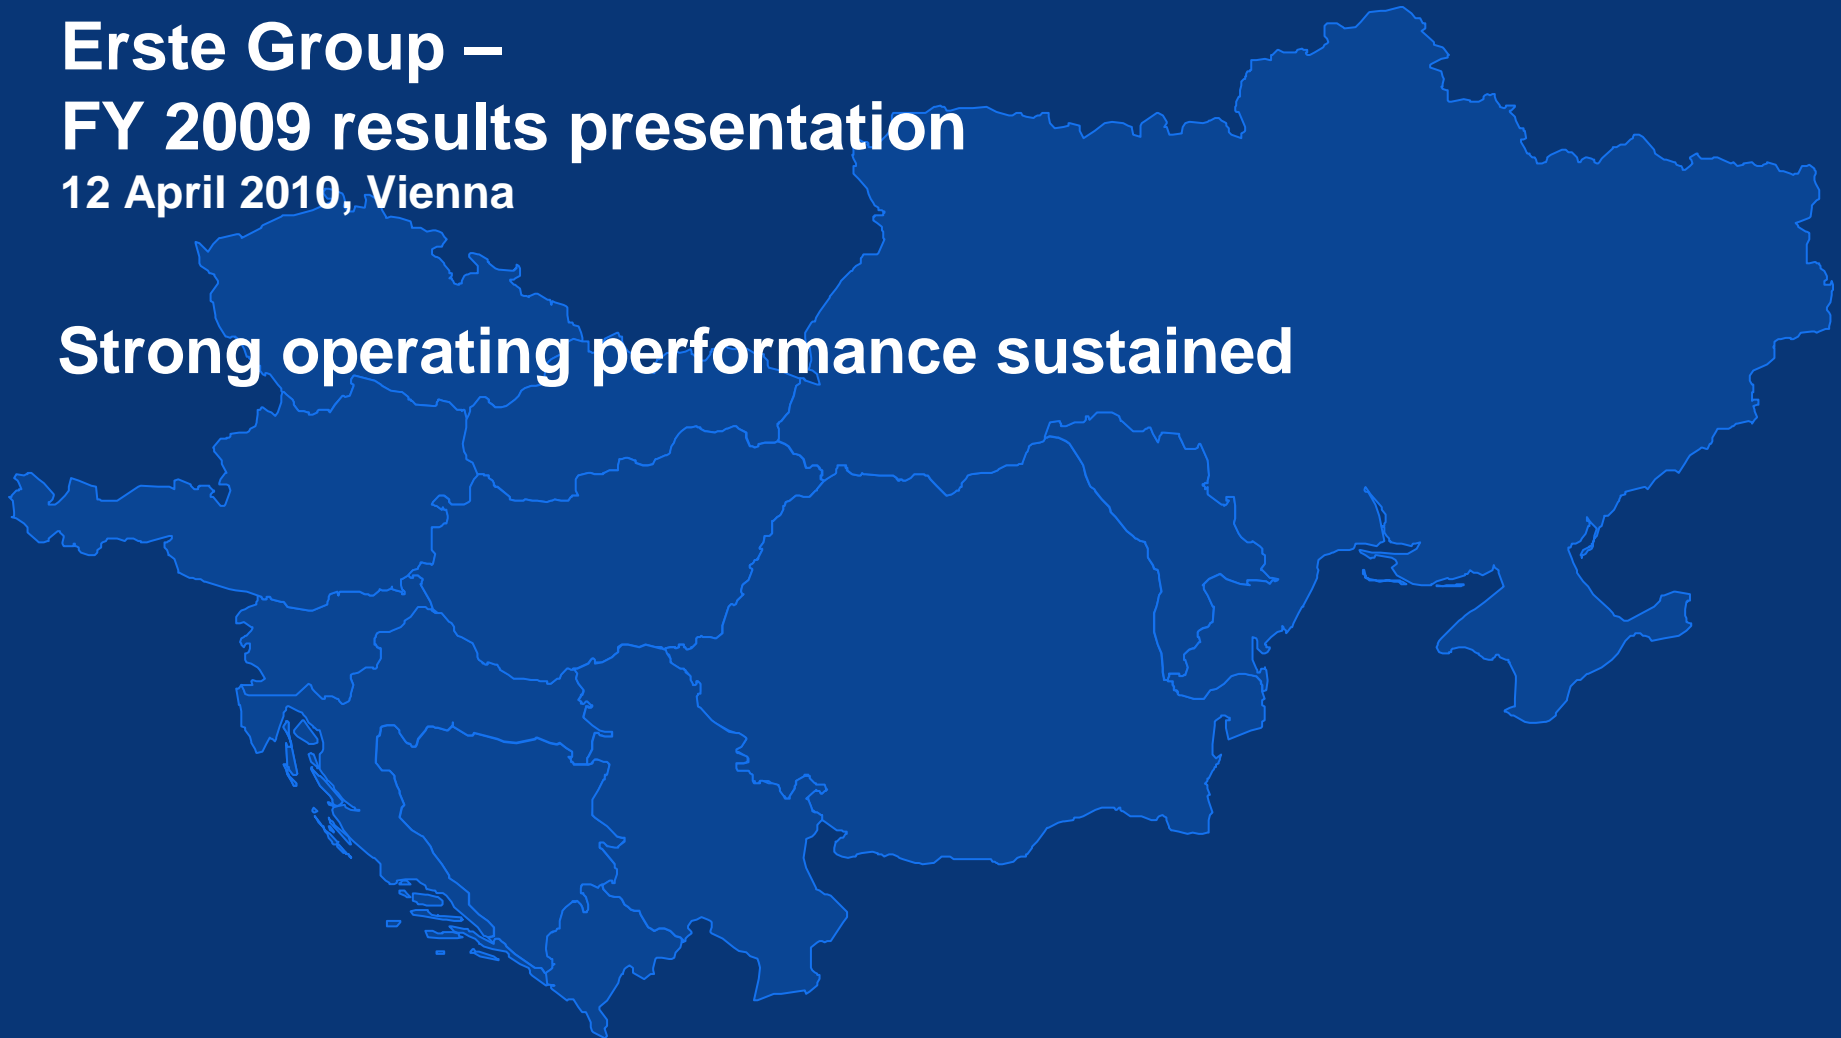 Erste Group –
FY 2009 results presentation
12 April 2010, Vienna
Strong operating performance sustained